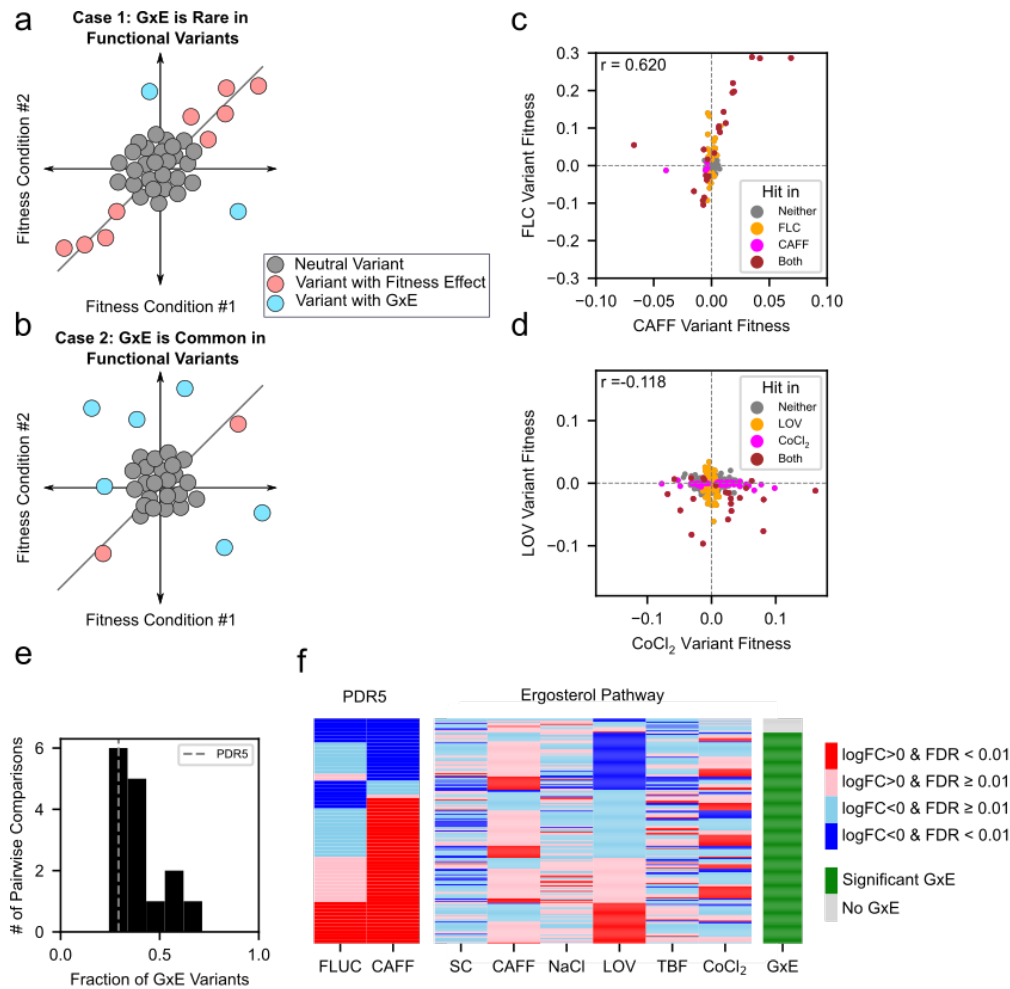 a
Case 1: GxE is Rare in
Functional Variants
Fitness Condition #2
Fitness Condition #1
Neutral Variant
Variant with Fitness Effect
Variant with GxE
b
Case 2: GxE is Common in
Functional Variants
Fitness Condition #2
Fitness Condition #1
c
r = 0.620
FLC Variant Fitness
0.3
0.2
0.1
0.0
−0.1
−0.2
−0.3
Hit in
Neither
FLC
CAFF
Both
−0.10 −0.05 0.00 0.05 0.10
CAFF Variant Fitness
d
r =-0.118
LOV Variant Fitness
0.1
0.0
−0.1
Hit in
Neither
LOV
CoCl₂
Both
−0.1 0.0 0.1
CoCl₂ Variant Fitness
e
# of Pairwise Comparisons
6
4
2
0
PDR5
0.0 0.5 1.0
Fraction of GxE Variants
f
PDR5 Ergosterol Pathway
FLUC CAFF SC CAFF NaCl LOV TBF CoCl₂ GxE
logFC>0 & FDR < 0.01
logFC>0 & FDR ≥ 0.01
logFC<0 & FDR ≥ 0.01
logFC<0 & FDR < 0.01
Significant GxE
No GxE